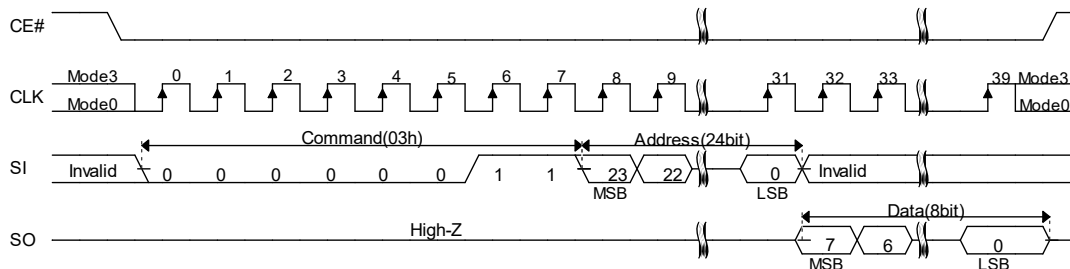 CE#
Mode3 0 1 2 3 4 5 6 7 8 9 31 32 33 39 Mode3
CLK
Mode0 Mode0
Command(03h) Address(24bit)
SI Invalid 0 0 0 0 0 0 1 1 23 22 0 Invalid
MSB LSB
High-Z Data(8bit)
SO 7 6 0
MSB LSB